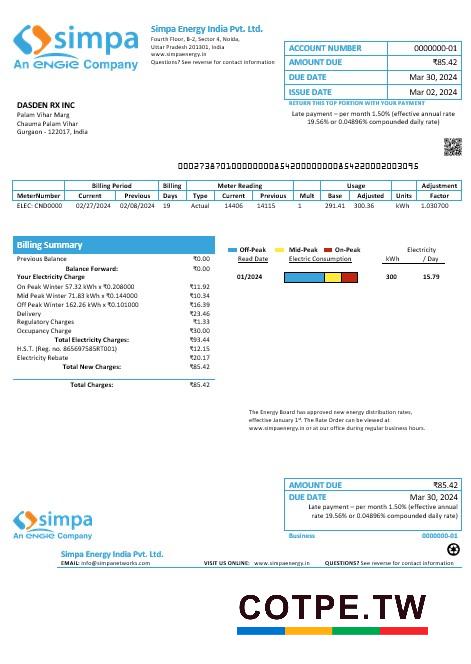 simpa
An ENGIE Company
Simpa Energy India Pvt. Ltd.
Fourth Floor, B-2, Sector 4, Noida,
Uttar Pradesh 201301, India
www.simpaenergy.in
Questions? See reverse for contact information
ACCOUNT NUMBER 0000000-01
AMOUNT DUE ₹85.42
DUE DATE Mar 30, 2024
ISSUE DATE Mar 02, 2024
RETURN THIS TOP PORTION WITH YOUR PAYMENT
Late payment – per month 1.50% (effective annual rate
19.56% or 0.04896% compounded daily rate)
DASDEN RX INC
Palam Vihar Marg
Chauma Palam Vihar
Gurgaon - 122017, India
Billing Period Billing Meter Reading Usage Adjustment
MeterNumber Current Previous Days Type Current Previous Mult Base Adjusted Units Factor
ELEC: CND0000 02/27/2024 02/08/2024 19 Actual 14406 14115 1 291.41 300.36 kWh 1.030700
Billing Summary
Previous Balance ₹0.00
Balance Forward: ₹0.00
Your Electricity Charge
On Peak Winter 57.32 kWh x ₹0.208000 ₹11.92
Mid Peak Winter 71.83 kWh x ₹0.144000 ₹10.34
Off Peak Winter 162.26 kWh x ₹0.101000 ₹16.39
Delivery ₹23.46
Regulatory Charges ₹1.33
Occupancy Charge ₹30.00
Total Electricity Charges: ₹93.44
H.S.T. (Reg. no. 865697585RT001) ₹12.15
Electricity Rebate ₹20.17
Total New Charges: ₹85.42
Total Charges: ₹85.42
Off-Peak Mid-Peak On-Peak Electricity
Read Date Electric Consumption kWh / Day
01/2024 300 15.79
The Energy Board has approved new energy distribution rates,
effective January 1st. The Rate Order can be viewed at
www.simpaenergy.in or at our office during regular business hours.
AMOUNT DUE ₹85.42
DUE DATE Mar 30, 2024
Late payment – per month 1.50% (effective annual
rate 19.56% or 0.04896% compounded daily rate)
Business 0000000-01
simpa
An ENGIE Company
Simpa Energy India Pvt. Ltd.
EMAIL: info@simpanetworks.com VISIT US ONLINE: www.simpaenergy.in QUESTIONS? See reverse for contact information
COTPE.TW